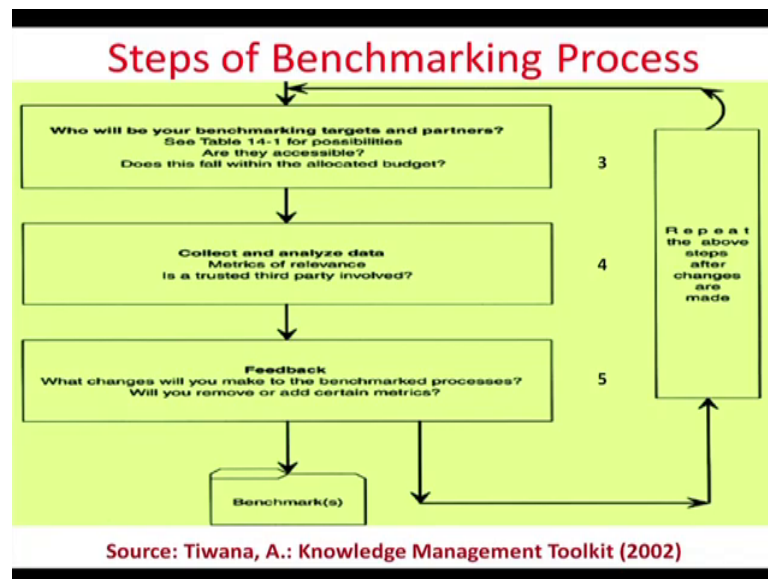 Steps of Benchmarking Process
Who will be your benchmarking targets and partners?
See Table 14-1 for possibilities
Are they accessible?
Does this fall within the allocated budget?
3
Collect and analyze data
Metrics of relevance
Is a trusted third party involved?
4
Feedback
What changes will you make to the benchmarked processes?
Will you remove or add certain metrics?
5
Repeat
the above
steps
after
changes
are
made
Benchmark(s)
Source: Tiwana, A.: Knowledge Management Toolkit (2002)